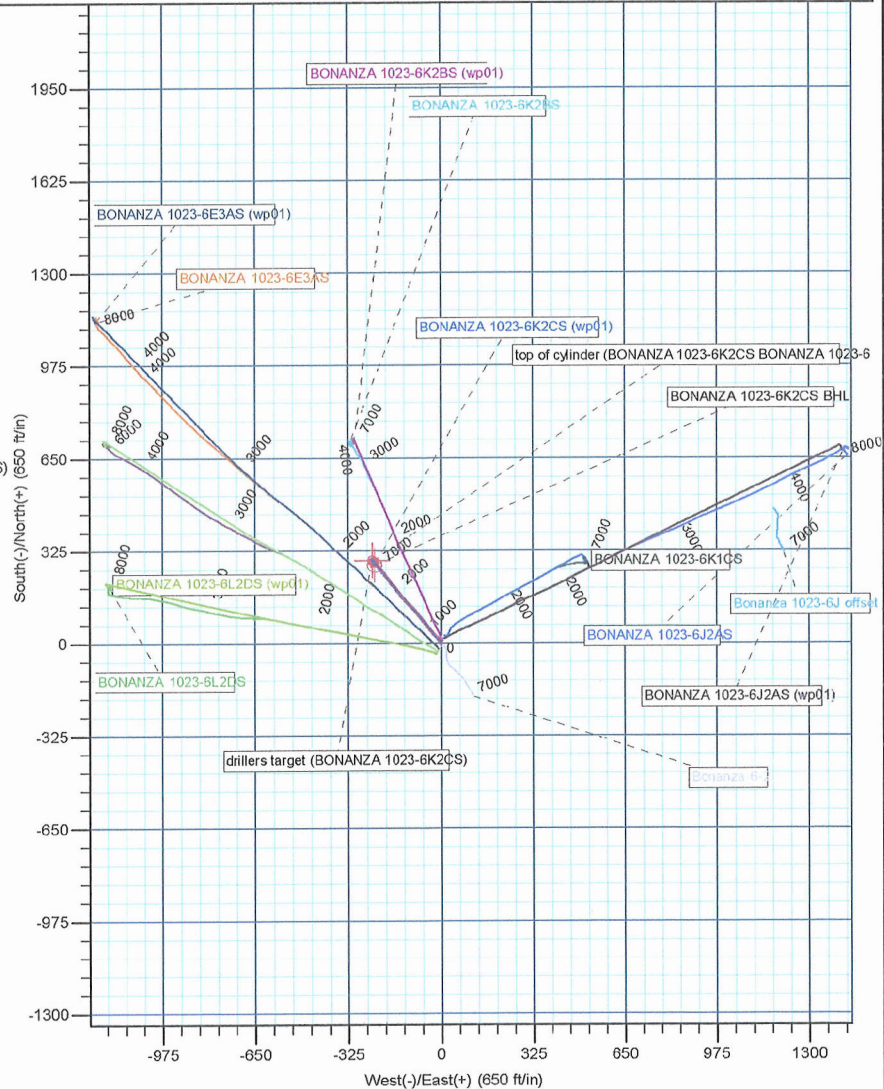 BONANZA 1023-6K2BS (wp01)
BONANZA 1023-6K2BS
1950
1625
BONANZA 1023-6E3AS (wp01)
1300
BONANZA 1023-6E3AS
8000
BONANZA 1023-6K2CS (wp01)
4000
4000
top of cylinder (BONANZA 1023-6K2CS BONANZA 1023-6
975
BONANZA 1023-6K2CS BHL
8000
6000
4000
3000
7000
3000
4000
8000
650
S)
3000
4000
2000
2000
7000
2000
7000
3000
7000
325
BONANZA 1023-6K1CS
8000
BONANZA 1023-6L2DS (wp01)
2000
1000
2000
2000
Bonanza 1023-6J offset
BONANZA 1023-6J2AS
0
0
BONANZA 1023-6L2DS
7000
BONANZA 1023-6J2AS (wp01)
-325
drillers target (BONANZA 1023-6K2CS)
Bonanza 6-
-650
-975
-1300
South(-)/North(+) (650 ft/in)
-975
-650
-325
0
325
650
975
1300
West(-)/East(+) (650 ft/in)